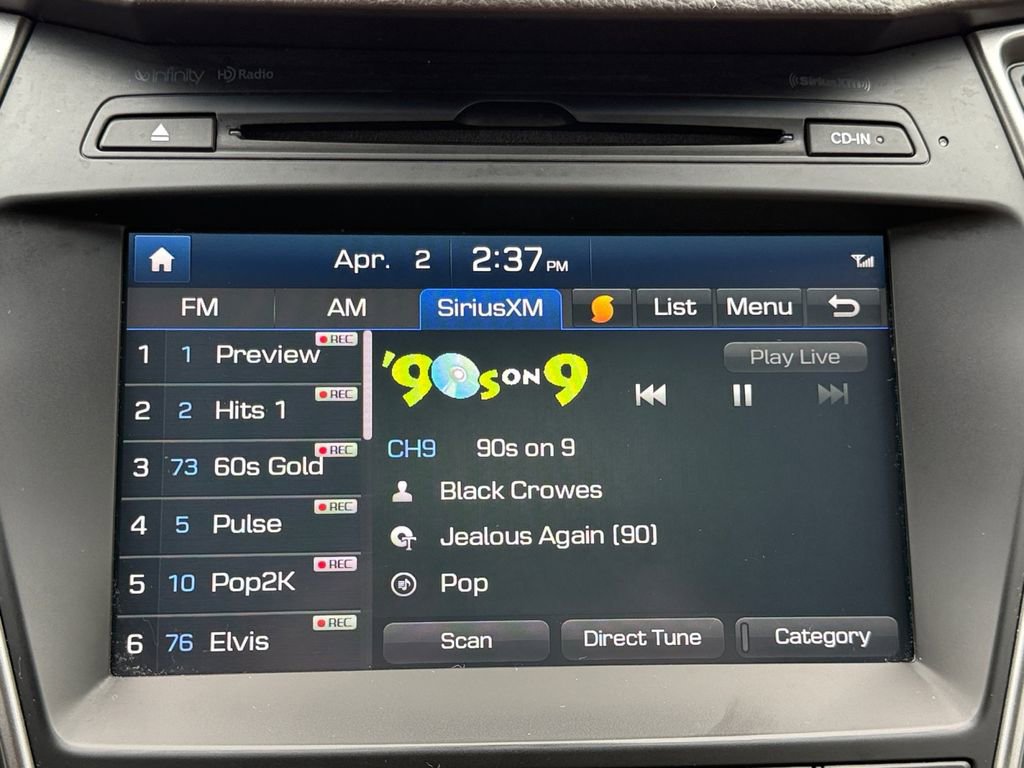 infinity HD Radio SiriusXM
CD-IN
Apr. 2 2:37 PM
FM AM SiriusXM List Menu
1 1 Preview REC
2 2 Hits 1 REC
3 73 60s Gold REC
4 5 Pulse REC
5 10 Pop2K REC
6 76 Elvis REC
'90s ON 9
Play Live
CH9 90s on 9
Black Crowes
Jealous Again (90)
Pop
Scan Direct Tune Category